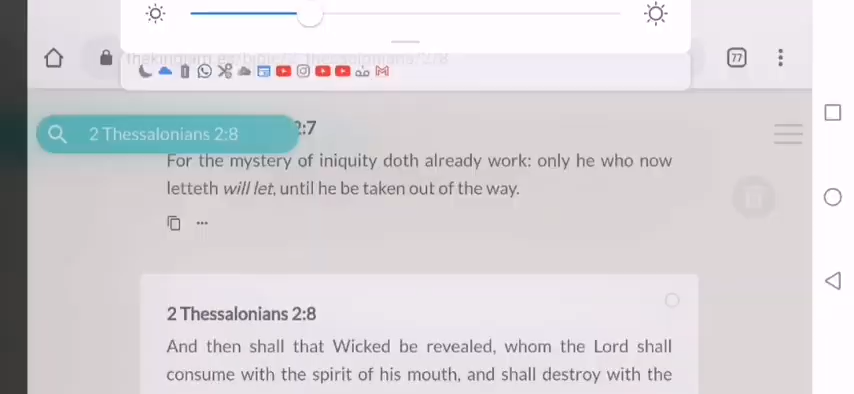 77
2 Thessalonians 2:8
2:7
For the mystery of iniquity doth already work: only he who now
letteth will let, until he be taken out of the way.
2 Thessalonians 2:8
And then shall that Wicked be revealed, whom the Lord shall
consume with the spirit of his mouth, and shall destroy with the